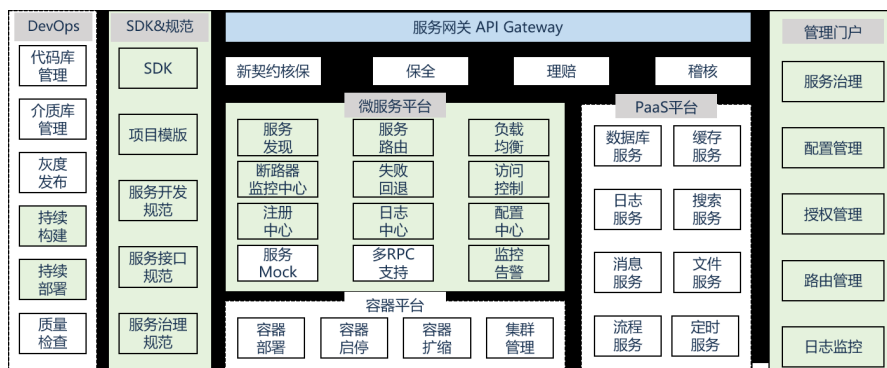 DevOps
代码库
管理
介质库
管理
灰度
发布
持续
构建
持续
部署
质量
检查
SDK&规范
SDK
项目模版
服务开发
规范
服务接口
规范
服务治理
规范
服务网关 API Gateway
新契约核保
保全
理赔
稽核
微服务平台
服务
发现
服务
路由
负载
均衡
断路器
监控中心
失败
回退
访问
控制
注册
中心
日志
中心
配置
中心
服务
Mock
多RPC
支持
监控
告警
容器平台
容器
部署
容器
启停
容器
扩缩
集群
管理
PaaS平台
数据库
服务
缓存
服务
日志
服务
搜索
服务
消息
服务
文件
服务
流程
服务
定时
服务
管理门户
服务治理
配置管理
授权管理
路由管理
日志监控